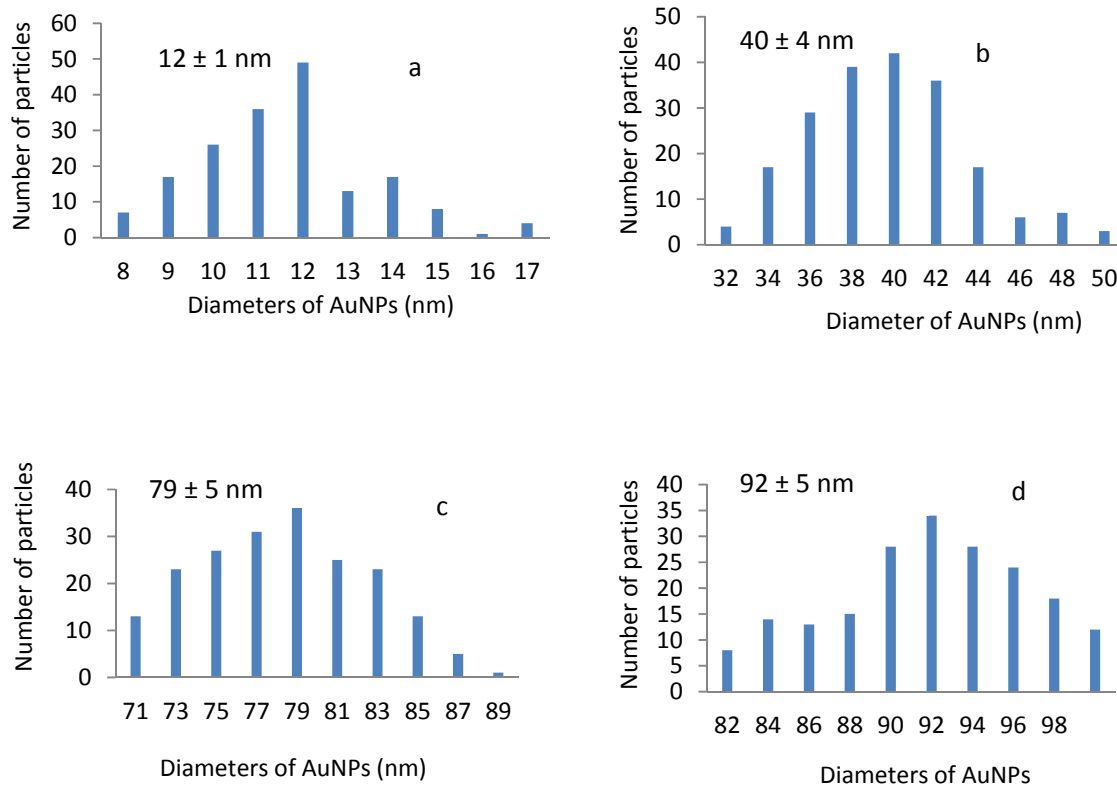 Number of particles
60
50
40
30
20
10
0
12 ± 1 nm
a
8 9 10 11 12 13 14 15 16 17
Diameters of AuNPs (nm)
Number of particles
50
40
30
20
10
0
40 ± 4 nm
b
32 34 36 38 40 42 44 46 48 50
Diameter of AuNPs (nm)
Number of particles
40
30
20
10
0
79 ± 5 nm
c
71 73 75 77 79 81 83 85 87 89
Diameters of AuNPs (nm)
Number of particles
40
35
30
25
20
15
10
5
0
92 ± 5 nm
d
82 84 86 88 90 92 94 96 98
Diameters of AuNPs